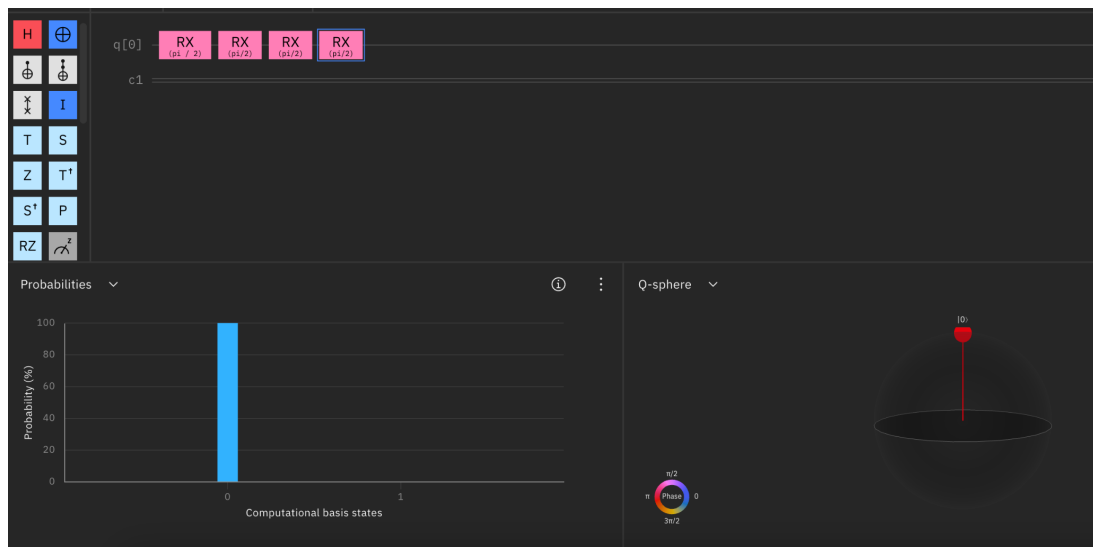 H
T S
Z T†
S† P
RZ z
I
q[0] RX RX RX RX
(pi / 2) (pi/2) (pi/2) (pi/2)
c1
Probabilities
i
Q-sphere
100
80
60
40
20
0
Probability (%)
0 1
Computational basis states
|0⟩
π/2
π Phase 0
3π/2